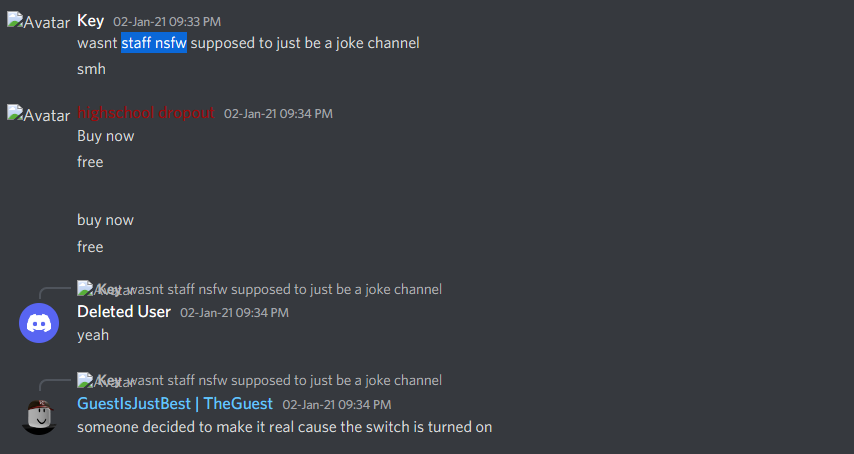 Avatar Key 02-Jan-21 09:33 PM
wasnt staff nsfw supposed to just be a joke channel
smh
Avatar highschool dropout 02-Jan-21 09:34 PM
Buy now
free
buy now
free
Avatar Key wasnt staff nsfw supposed to just be a joke channel
Deleted User 02-Jan-21 09:34 PM
yeah
Avatar Key wasnt staff nsfw supposed to just be a joke channel
GuestIsJustBest | TheGuest 02-Jan-21 09:34 PM
someone decided to make it real cause the switch is turned on